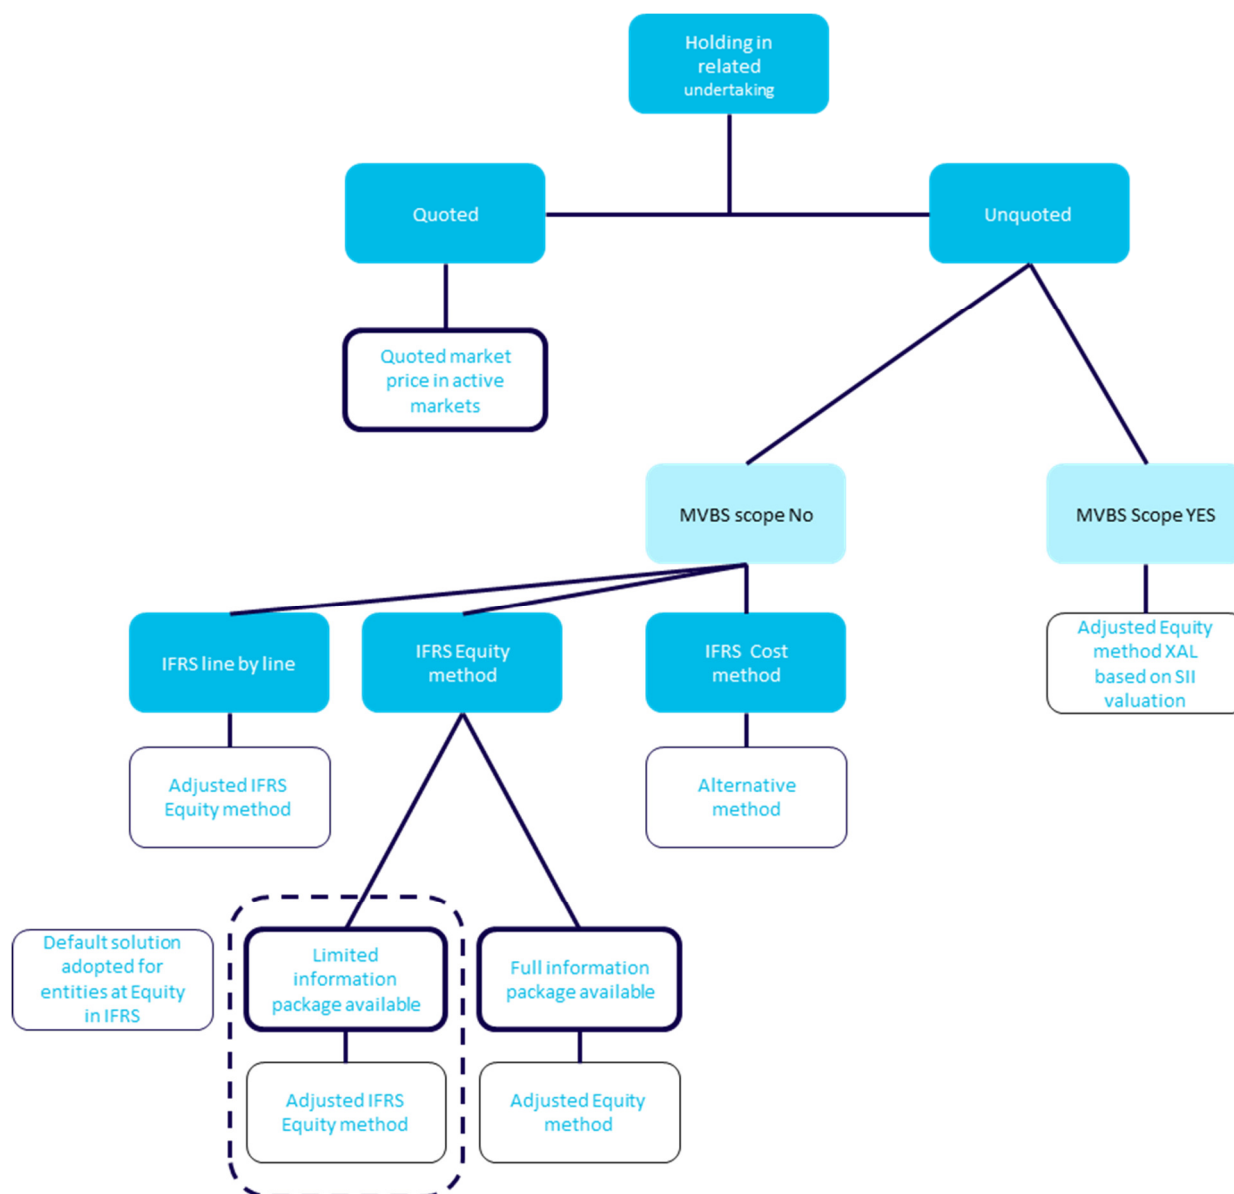 Holding in
related
undertaking
Quoted
Unquoted
Quoted market
price in active
markets
MVBS scope No
MVBS Scope YES
IFRS line by line
IFRS Equity
method
IFRS Cost
method
Adjusted Equity
method XAL
based on SII
valuation
Adjusted IFRS
Equity method
Alternative
method
Default solution
adopted for
entities at Equity
in IFRS
Limited
information
package available
Full information
package available
Adjusted IFRS
Equity method
Adjusted Equity
method